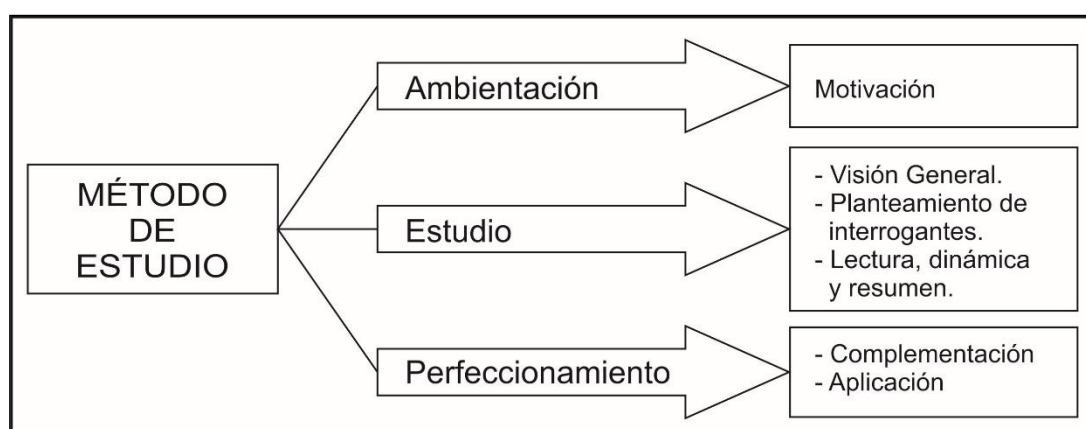 MÉTODO
DE
ESTUDIO
Ambientación
Motivación
Estudio
- Visión General.
- Planteamiento de
interrogantes.
- Lectura, dinámica
y resumen.
Perfeccionamiento
- Complementación
- Aplicación